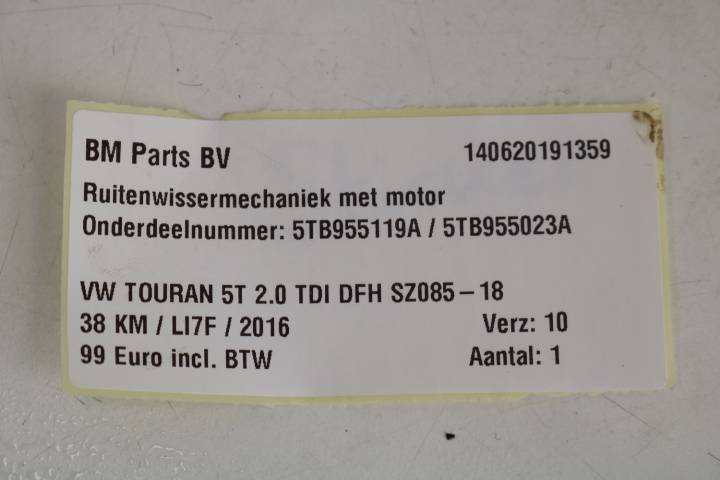 BM Parts BV 140620191359
Ruitenwissermechaniek met motor
Onderdeelnummer: 5TB955119A / 5TB955023A
VW TOURAN 5T 2.0 TDI DFH SZ085-18
38 KM / LI7F / 2016 Verz: 10
99 Euro incl. BTW Aantal: 1